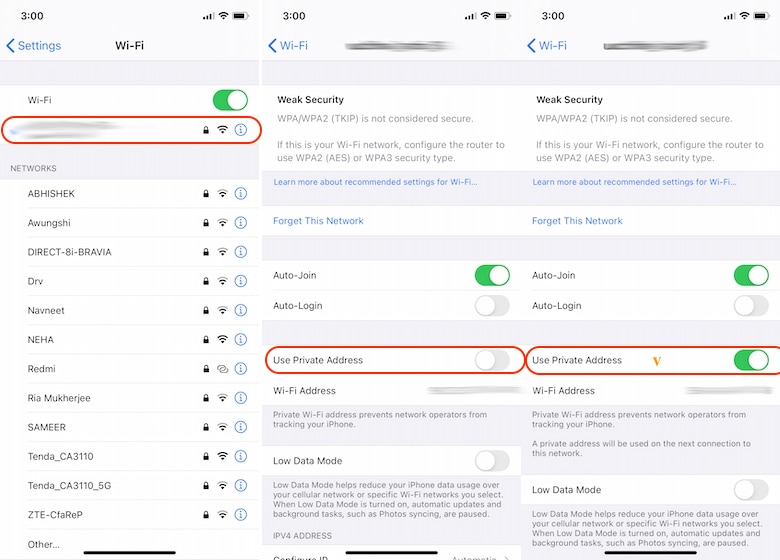 3:00
Settings
Wi-Fi
Wi-Fi
NETWORKS
ABHISHEK
Awungshi
DIRECT-8i-BRAVIA
Drv
Navneet
NEHA
Redmi
Ria Mukherjee
SAMEER
Tenda_CA3110
Tenda_CA3110_5G
ZTE-CfaReP
Other...
3:00
Wi-Fi
Weak Security
WPA/WPA2 (TKIP) is not considered secure.
If this is your Wi-Fi network, configure the router to
use WPA2 (AES) or WPA3 security type.
Learn more about recommended settings for Wi-Fi...
Forget This Network
Auto-Join
Auto-Login
Use Private Address
Wi-Fi Address
Private Wi-Fi address prevents network operators from
tracking your iPhone.
Low Data Mode
Low Data Mode helps reduce your iPhone data usage over
your cellular network or specific Wi-Fi networks you select.
When Low Data Mode is turned on, automatic updates and
background tasks, such as Photos syncing, are paused.
IPV4 ADDRESS
Configure IP Automatic
3:00
Wi-Fi
Weak Security
WPA/WPA2 (TKIP) is not considered secure.
If this is your Wi-Fi network, configure the router to
use WPA2 (AES) or WPA3 security type.
Learn more about recommended settings for Wi-Fi...
Forget This Network
Auto-Join
Auto-Login
Use Private Address V
Wi-Fi Address
Private Wi-Fi address prevents network operators from
tracking your iPhone.
A private address will be used on the next connection to
this network.
Low Data Mode
Low Data Mode helps reduce your iPhone data usage over
your cellular network or specific Wi-Fi networks you select.
When Low Data Mode is turned on, automatic updates and
background tasks, such as Photos syncing, are paused.